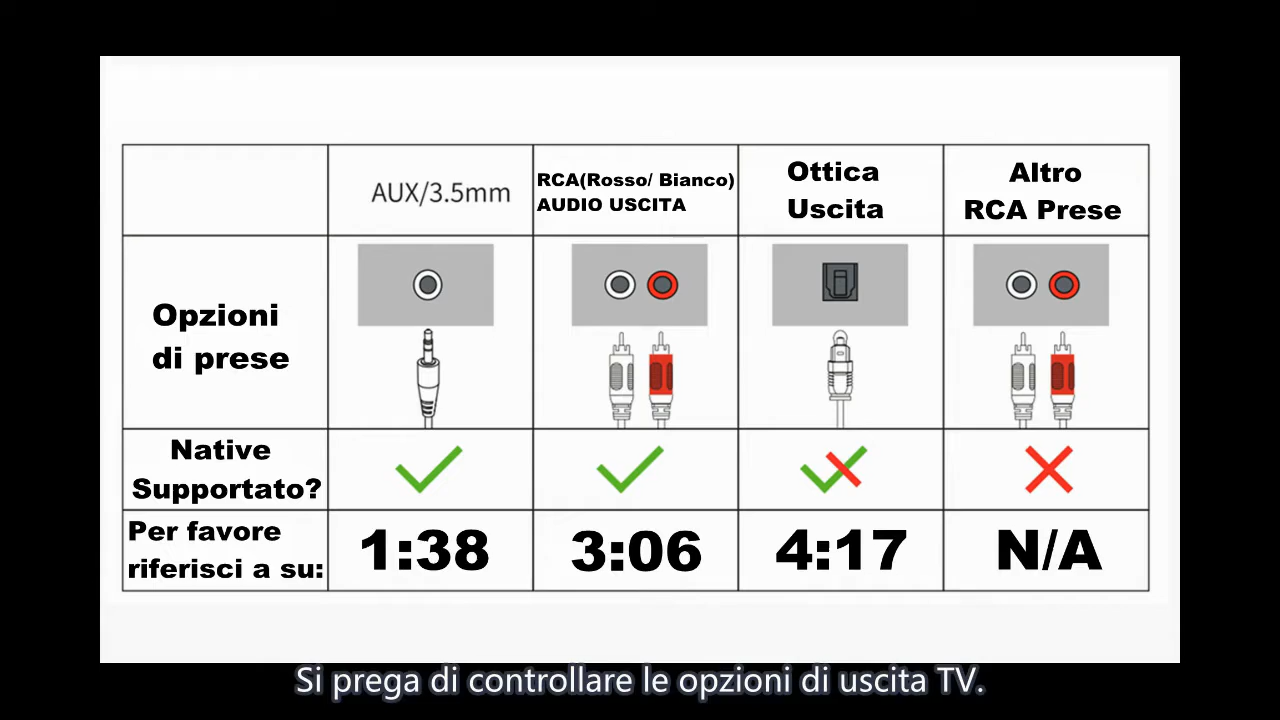 AUX/3.5mm
RCA(Rosso/ Bianco)
AUDIO USCITA
Ottica
Uscita
Altro
RCA Prese
Opzioni
di prese
Native
Supportato?
Per favore
riferisci a su:
1:38
3:06
4:17
N/A
Si prega di controllare le opzioni di uscita TV.